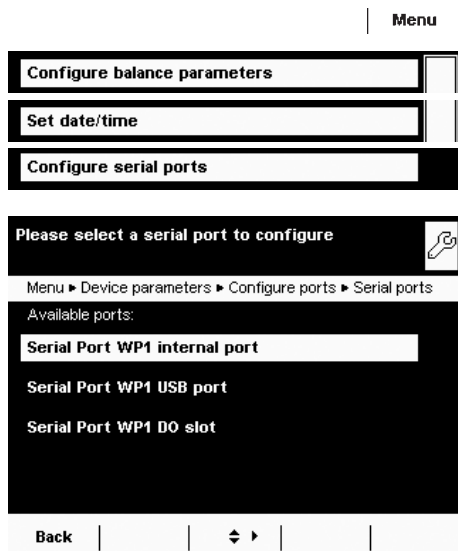 Menu
Configure balance parameters
Set date/time
Configure serial ports
Please select a serial port to configure
Menu ▸ Device parameters ▸ Configure ports ▸ Serial ports
Available ports:
Serial Port WP1 internal port
Serial Port WP1 USB port
Serial Port WP1 DO slot
Back